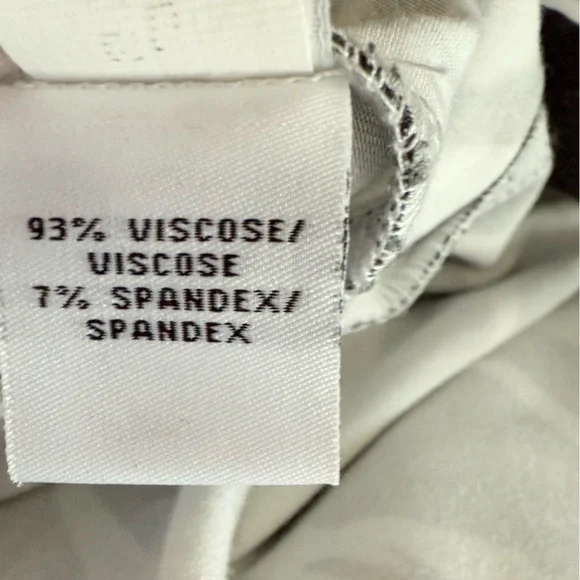 93% VISCOSE/
VISCOSE
7% SPANDEX/
SPANDEX